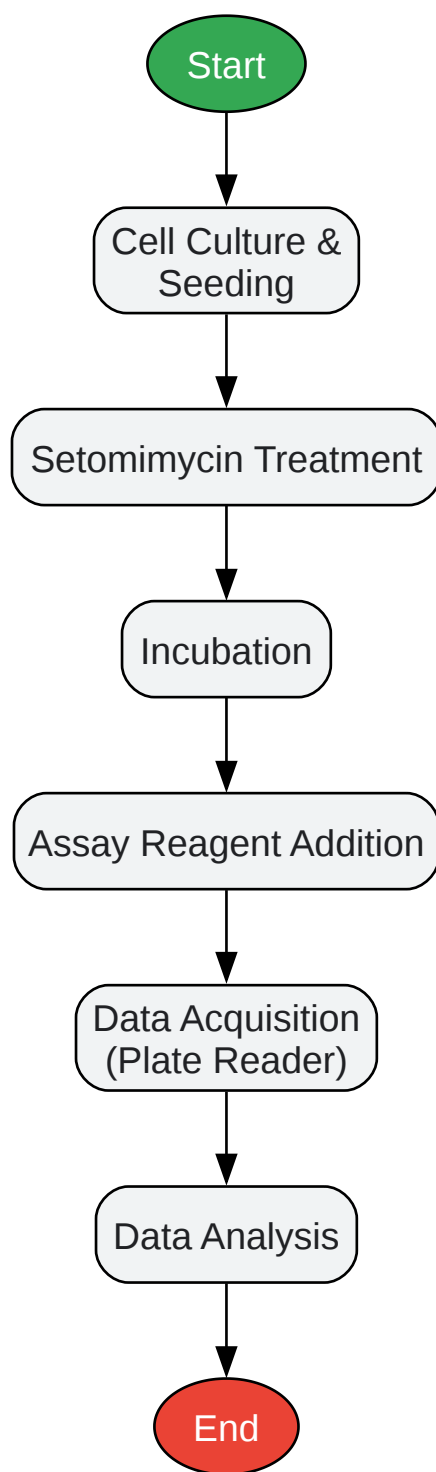 Start
Cell Culture &
Seeding
Setomimycin Treatment
Incubation
Assay Reagent Addition
Data Acquisition
(Plate Reader)
Data Analysis
End